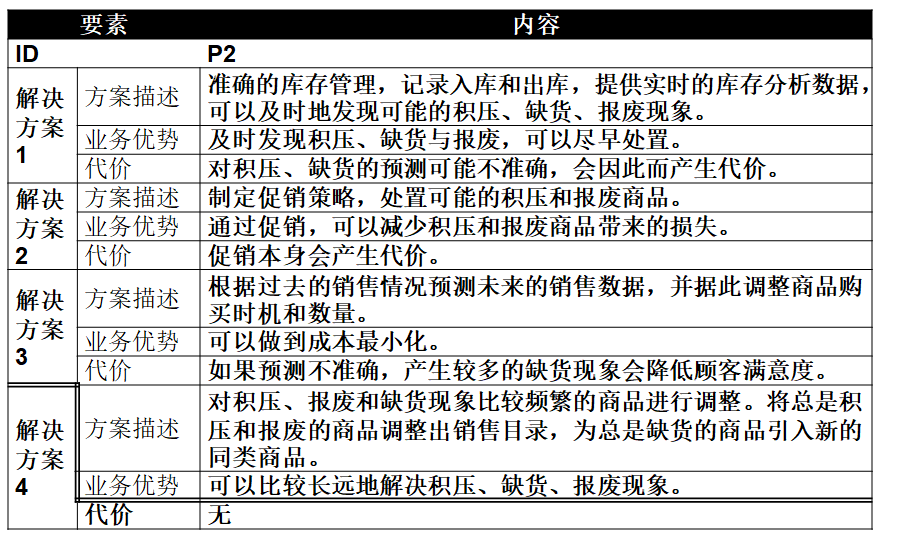 要素 内容
ID P2
解决方案1
方案描述 准确的库存管理，记录入库和出库，提供实时的库存分析数据，
可以及时地发现可能的积压、缺货、报废现象。
业务优势 及时发现积压、缺货与报废，可以尽早处置。
代价 对积压、缺货的预测可能不准确，会因此而产生代价。
解决方案2
方案描述 制定促销策略，处置可能的积压和报废商品。
业务优势 通过促销，可以减少积压和报废商品带来的损失。
代价 促销本身会产生代价。
解决方案3
方案描述 根据过去的销售情况预测未来的销售数据，并据此调整商品购
买时机和数量。
业务优势 可以做到成本最小化。
代价 如果预测不准确，产生较多的缺货现象会降低顾客满意度。
解决方案4
方案描述 对积压、报废和缺货现象比较频繁的商品进行调整。将总是积
压和报废的商品调整出销售目录，为总是缺货的商品引入新的
同类商品。
业务优势 可以比较长远地解决积压、缺货、报废现象。
代价 无